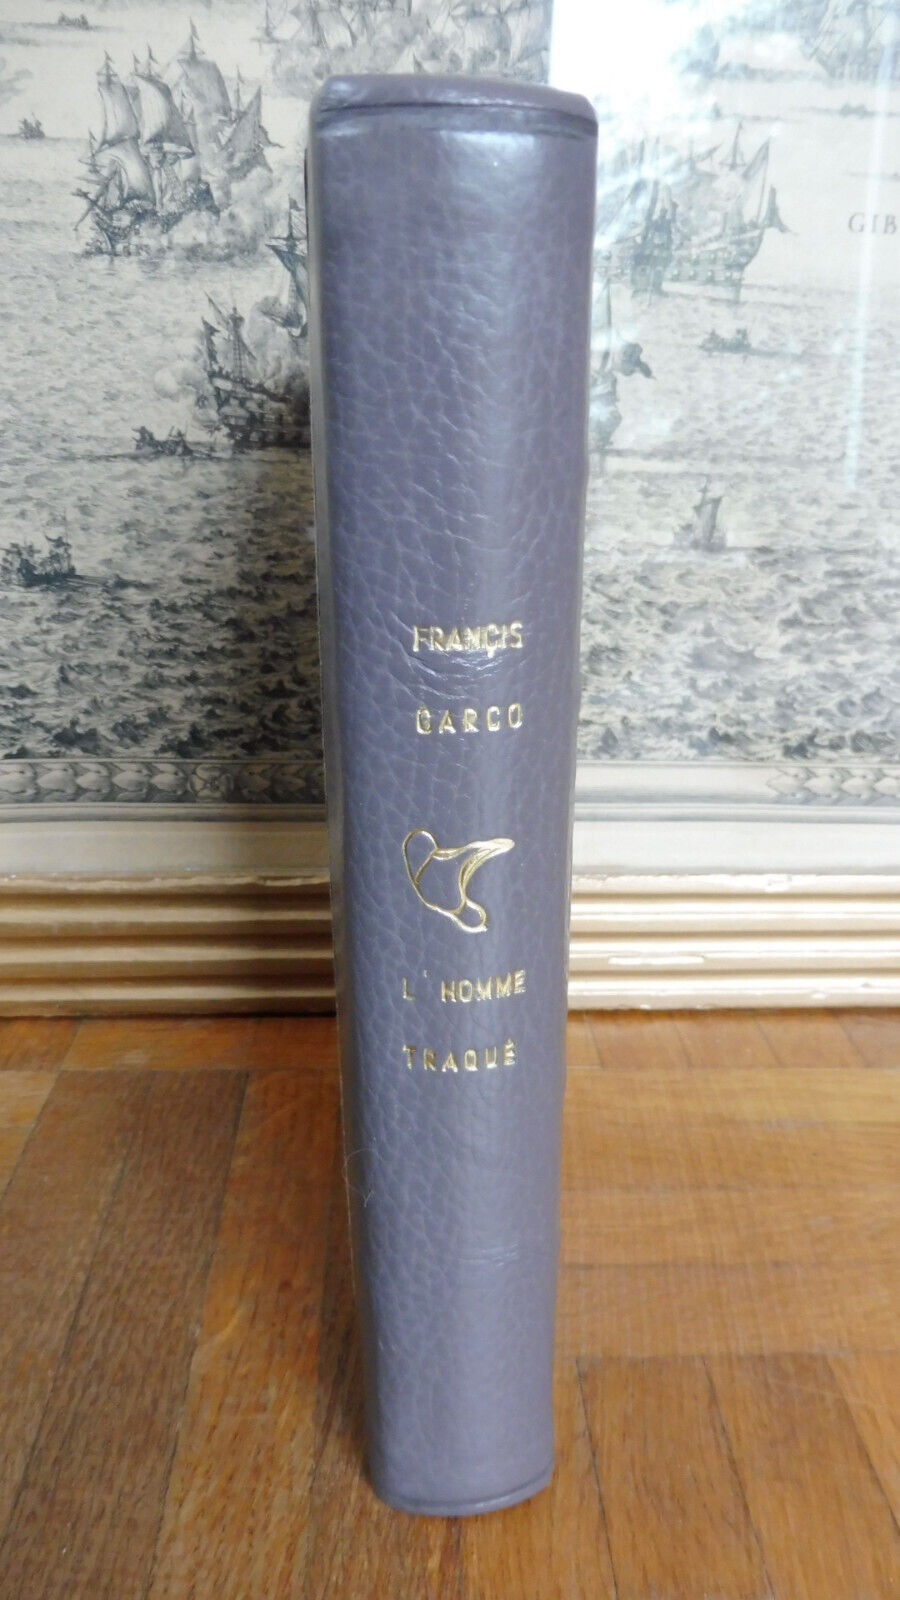 GIB
FRANÇIS
CARCO
L'HOMME
TRAQUÉ